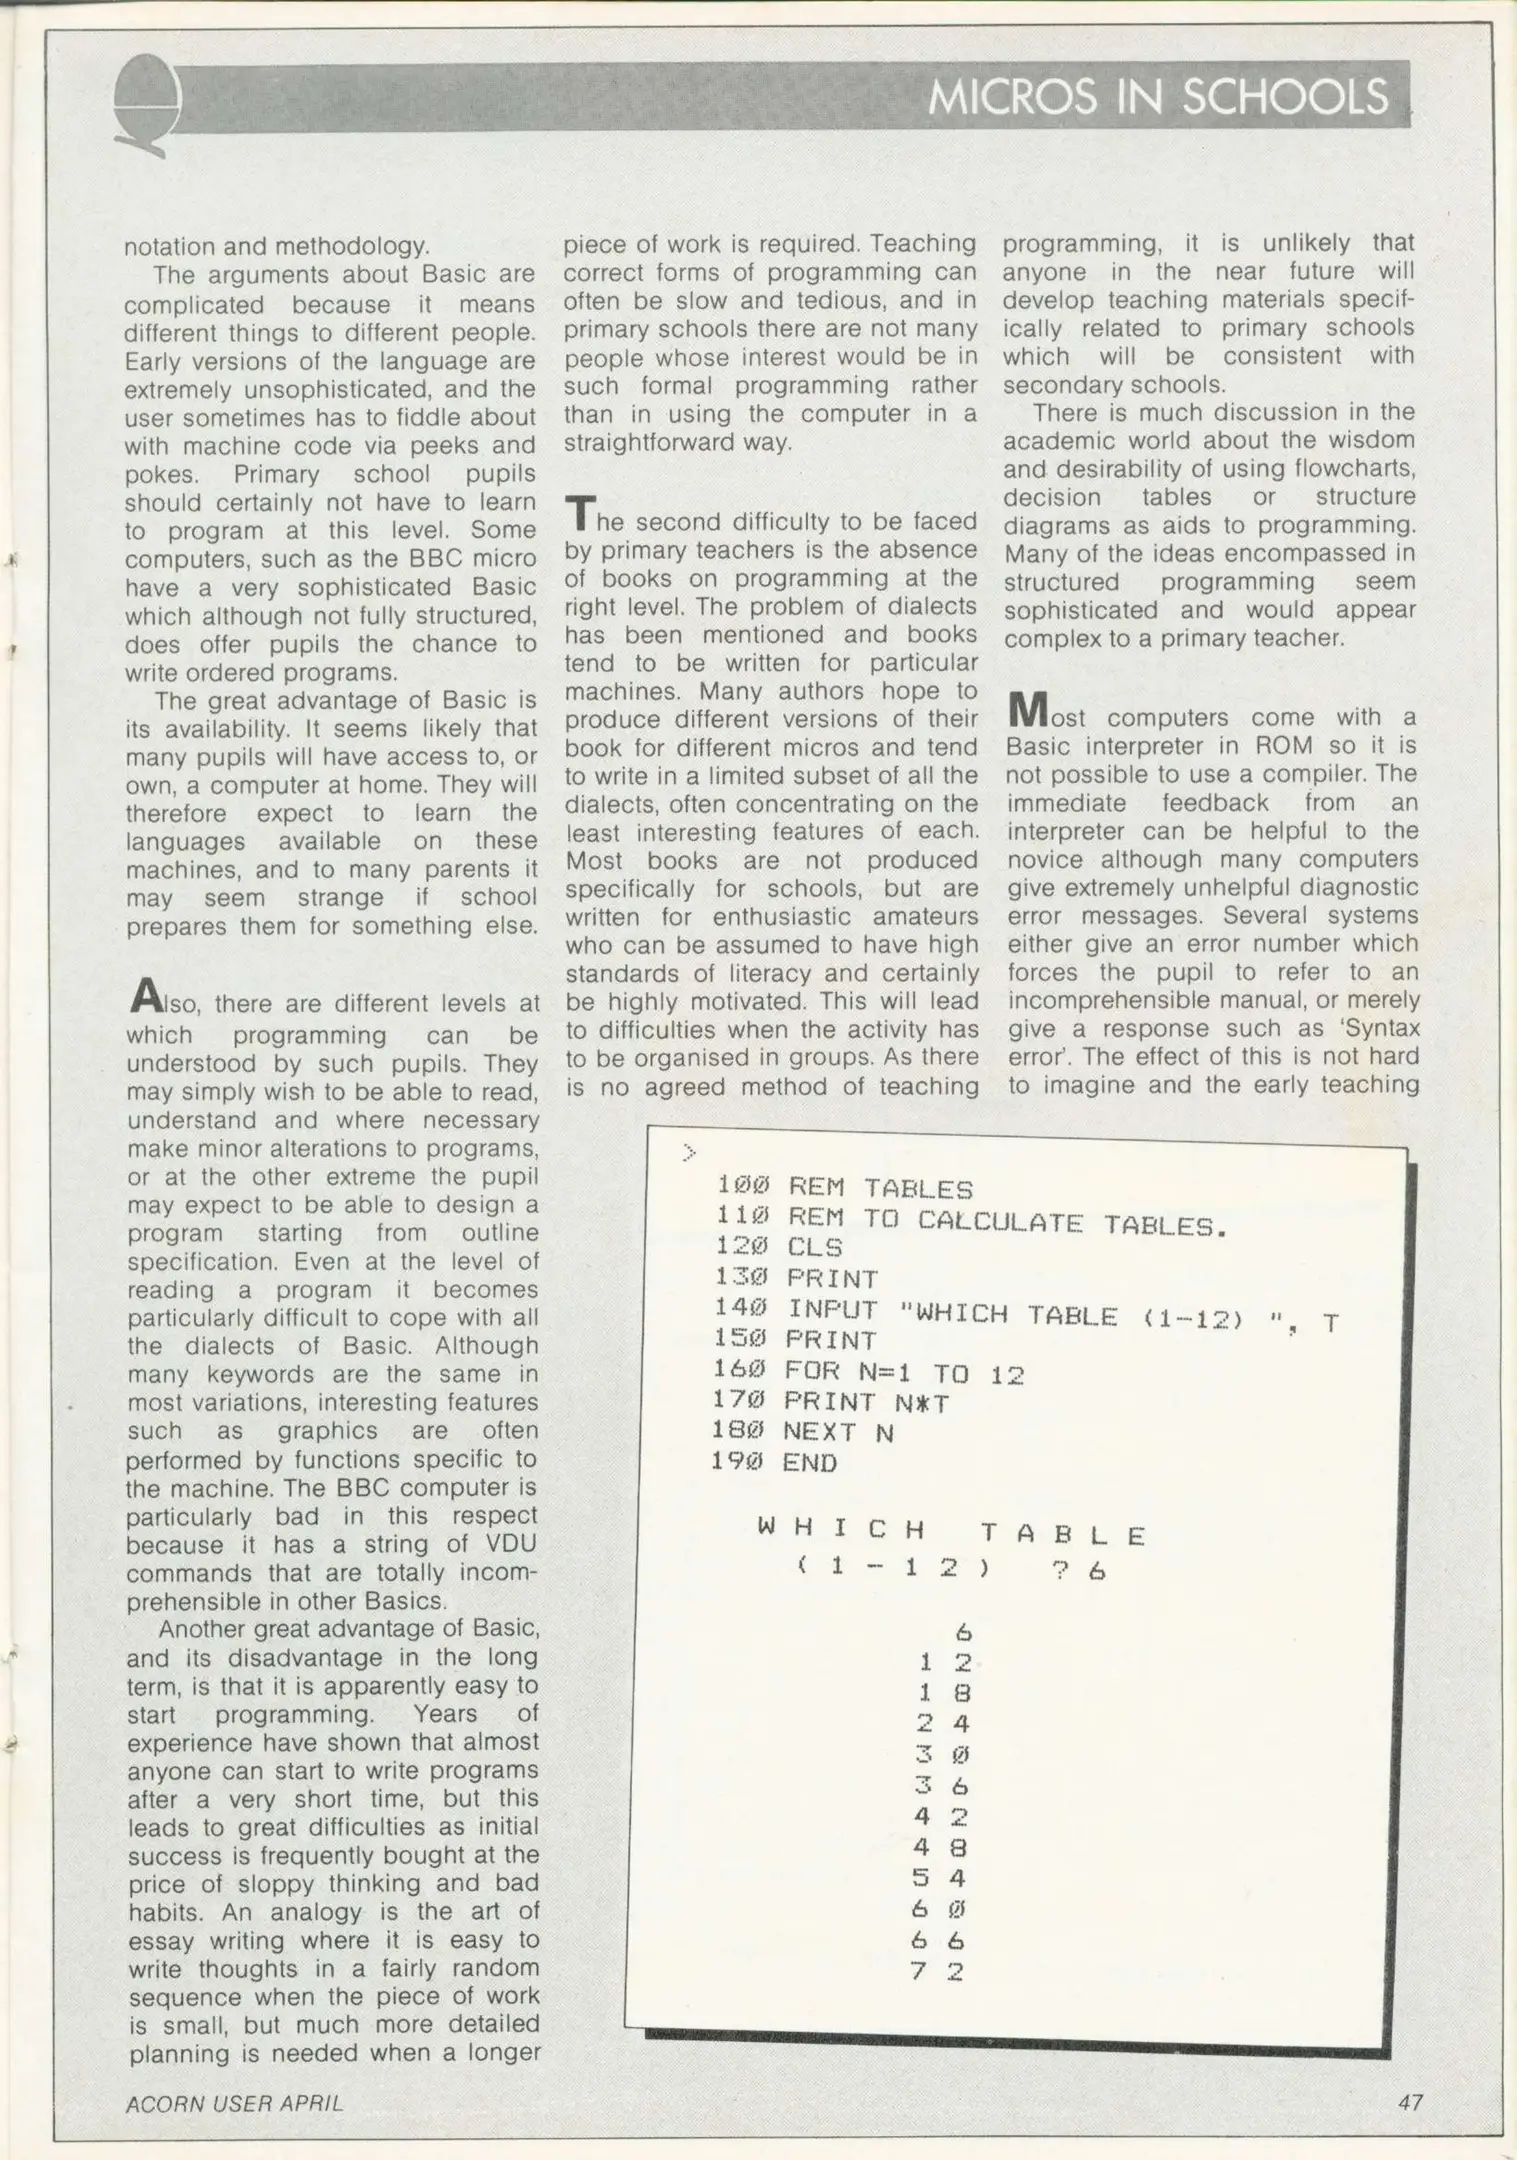 MICROS IN SCHOOLS
notation and methodology.
The arguments about Basic are
complicated because it means
different things to different people.
Early versions of the language are
extremely unsophisticated, and the
user sometimes has to fiddle about
with machine code via peeks and
pokes. Primary school pupils
should certainly not have to learn
to program at this level. Some
computers, such as the BBC micro
have a very sophisticated Basic
which although not fully structured,
does offer pupils the chance to
write ordered programs.
The great advantage of Basic is
its availability. It seems likely that
many pupils will have access to, or
own, a computer at home. They will
therefore expect to learn the
languages available on these
machines, and to many parents it
may seem strange if school
prepares them for something else.
Also, there are different levels at
which programming can be
understood by such pupils. They
may simply wish to be able to read,
understand and where necessary
make minor alterations to programs,
or at the other extreme the pupil
may expect to be able to design a
program starting from outline
specification. Even at the level of
reading a program it becomes
particularly difficult to cope with all
the dialects of Basic. Although
many keywords are the same in
most variations, interesting features
such as graphics are often
performed by functions specific to
the machine. The BBC computer is
particularly bad in this respect
because it has a string of VDU
commands that are totally incom-
prehensible in other Basics.
Another great advantage of Basic,
and its disadvantage in the long
term, is that it is apparently easy to
start programming. Years of
experience have shown that almost
anyone can start to write programs
after a very short time, but this
leads to great difficulties as initial
success is frequently bought at the
price of sloppy thinking and bad
habits. An analogy is the art of
essay writing where it is easy to
write thoughts in a fairly random
sequence when the piece of work
is small, but much more detailed
planning is needed when a longer
piece of work is required. Teaching
correct forms of programming can
often be slow and tedious, and in
primary schools there are not many
people whose interest would be in
such formal programming rather
than in using the computer in a
straightforward way.
The second difficulty to be faced
by primary teachers is the absence
of books on programming at the
right level. The problem of dialects
has been mentioned and books
tend to be written for particular
machines. Many authors hope to
produce different versions of their
book for different micros and tend
to write in a limited subset of all the
dialects, often concentrating on the
least interesting features of each.
Most books are not produced
specifically for schools, but are
written for enthusiastic amateurs
who can be assumed to have high
standards of literacy and certainly
be highly motivated. This will lead
to difficulties when the activity has
to be organised in groups. As there
is no agreed method of teaching
programming, it is unlikely that
anyone in the near future will
develop teaching materials specif-
ically related to primary schools
which will be consistent with
secondary schools.
There is much discussion in the
academic world about the wisdom
and desirability of using flowcharts,
decision tables or structure
diagrams as aids to programming.
Many of the ideas encompassed in
structured programming seem
sophisticated and would appear
complex to a primary teacher.
Most computers come with a
Basic interpreter in ROM so it is
not possible to use a compiler. The
immediate feedback from an
interpreter can be helpful to the
novice although many computers
give extremely unhelpful diagnostic
error messages. Several systems
either give an error number which
forces the pupil to refer to an
incomprehensible manual, or merely
give a response such as ‘Syntax
error’. The effect of this is not hard
to imagine and the early teaching
>
100 REM TABLES
110 REM TO CALCULATE TABLES.
120 CLS
130 PRINT
140 INPUT "WHICH TABLE (1-12) ", T
150 PRINT
160 FOR N=1 TO 12
170 PRINT N*T
180 NEXT N
190 END
W H I C H   T A B L E
( 1 - 1 2 )   ? 6
6
1 2
1 8
2 4
3 0
3 6
4 2
4 8
5 4
6 0
6 6
7 2
ACORN USER APRIL
47